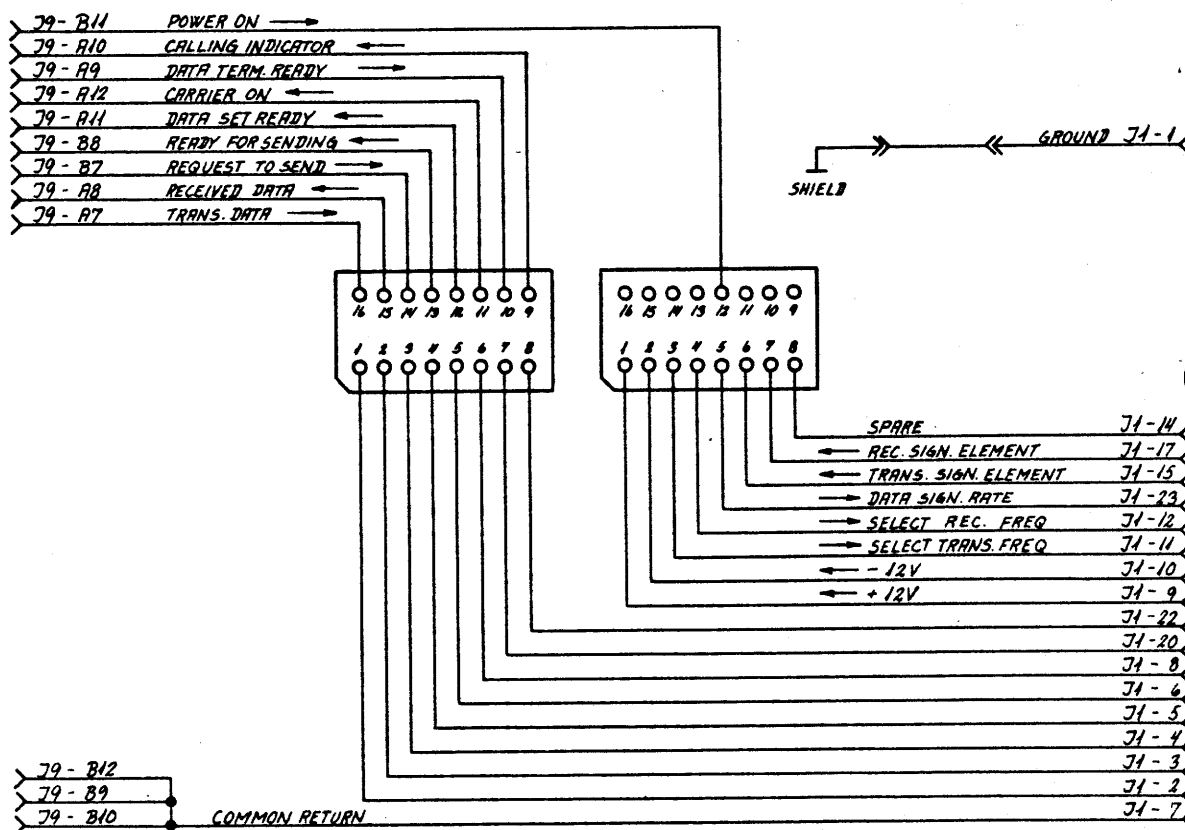 J9 - B11 POWER ON
J9 - A10 CALLING INDICATOR
J9 - A9 DATA TERM. READY
J9 - A12 CARRIER ON
J9 - A11 DATA SET READY
J9 - B8 READY FOR SENDING
J9 - B7 REQUEST TO SEND
J9 - A8 RECEIVED DATA
J9 - A7 TRANS. DATA
GROUND J1-1
SHIELD
16 15 14 13 12 11 10 9
1 2 3 4 5 6 7 8
16 15 14 13 12 11 10 9
1 2 3 4 5 6 7 8
SPARE J1-14
REC. SIGN. ELEMENT J1-17
TRANS. SIGN. ELEMENT J1-15
DATA SIGN. RATE J1-23
SELECT REC. FREQ J1-12
SELECT TRANS. FREQ J1-11
- 12V J1-10
+ 12V J1- 9
J1-22
J1-20
J1- 8
J1- 6
J1- 5
J1- 4
J1- 3
J1- 2
J1- 7
J9 - B12
J9 - B9
J9 - B10 COMMON RETURN